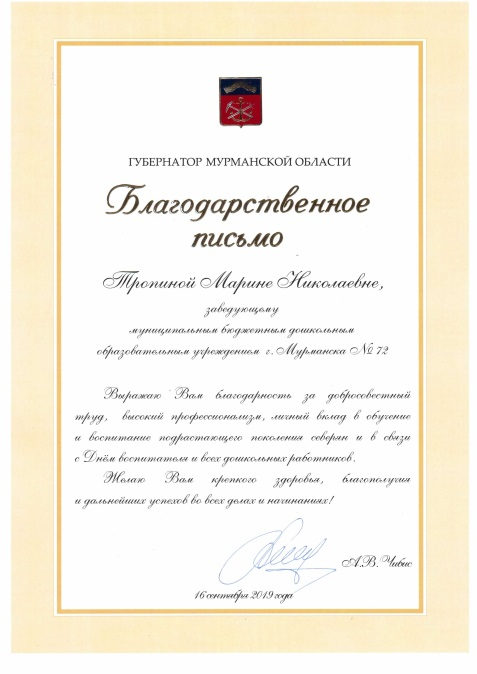 ГУБЕРНАТОР МУРМАНСКОЙ ОБЛАСТИ
Благодарственное
письмо
Тропиной Марине Николаевне,
заведующему
муниципальным бюджетным дошкольным
образовательным учреждением г. Мурманска № 72
Выражаю Вам благодарность за добросовестный
труд, высокий профессионализм, личный вклад в обучение
и воспитание подрастающего поколения северян и в связи
с Днём воспитателя и всех дошкольных работников.
Желаю Вам крепкого здоровья, благополучия
и дальнейших успехов во всех делах и начинаниях!
А.В. Чибис
16 сентября 2019 года